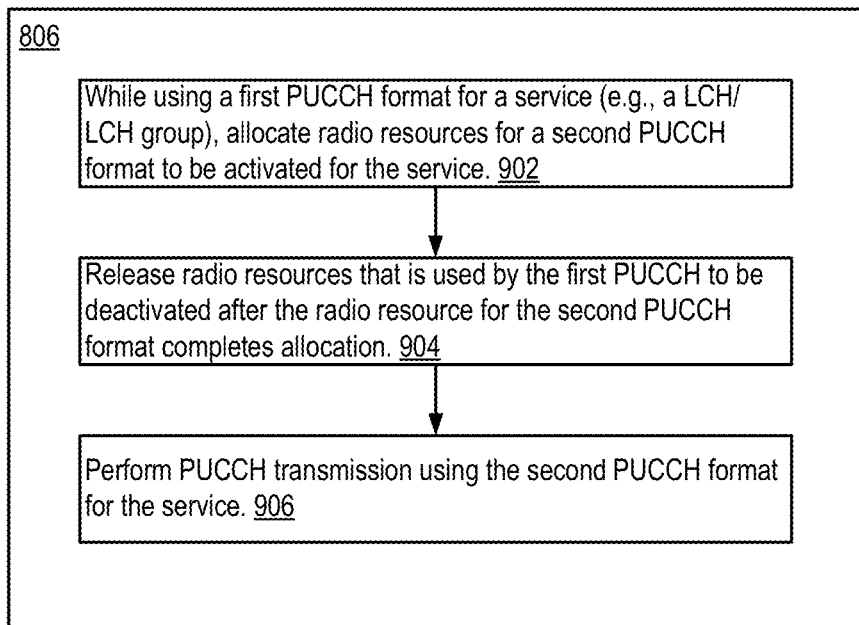 806
While using a first PUCCH format for a service (e.g., a LCH/
LCH group), allocate radio resources for a second PUCCH
format to be activated for the service. 902
Release radio resources that is used by the first PUCCH to be
deactivated after the radio resource for the second PUCCH
format completes allocation. 904
Perform PUCCH transmission using the second PUCCH format
for the service. 906